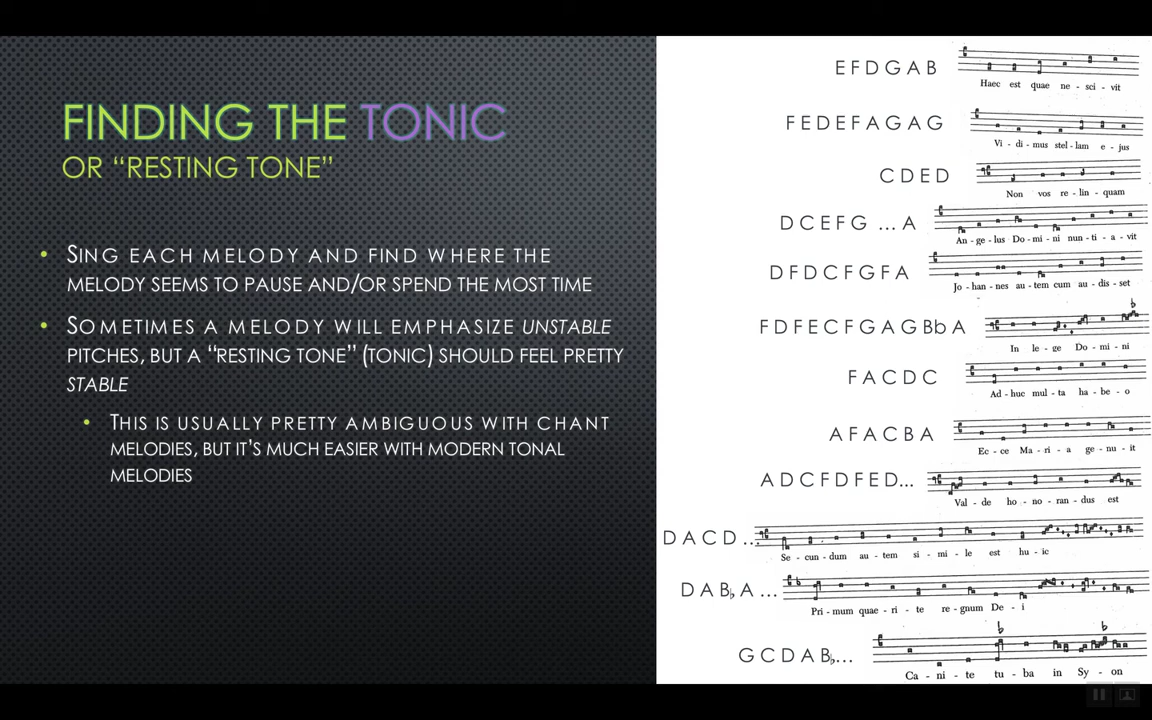 FINDING THE TONIC
OR “RESTING TONE”
• SING EACH MELODY AND FIND WHERE THE
MELODY SEEMS TO PAUSE AND/OR SPEND THE MOST TIME
• SOMETIMES A MELODY WILL EMPHASIZE UNSTABLE
PITCHES, BUT A “RESTING TONE” (TONIC) SHOULD FEEL PRETTY
STABLE
• THIS IS USUALLY PRETTY AMBIGUOUS WITH CHANT
MELODIES, BUT IT’S MUCH EASIER WITH MODERN TONAL
MELODIES
E F D G A B
Haec est quae ne - sci - vit
F E D E F A G A G
Vi - di - mus stel - lam e - jus
C D E D
Non vos re - lin - quam
D C E F G ... A
An - ge - lus Do - mi - ni nun - ti - a - vit
D F D C F G F A
Jo - han - nes au - tem cum au - dis - set
F D F E C F G A G Bb A
In le - ge Do - mi - ni
F A C D C
Ad - huc mul - ta ha - be - o
A F A C B A
Ec - ce Ma - ri - a ge - nu - it
A D C F D F E D...
Val - de ho - no - ran - dus est
D A C D ...
Se - cun - dum au - tem si - mi - le est hu - ic
D A B♭ A ...
Pri - mum quae - ri - te re - gnum De - i
G C D A B♭...
Ca - ni - te tu - ba in Sy - on